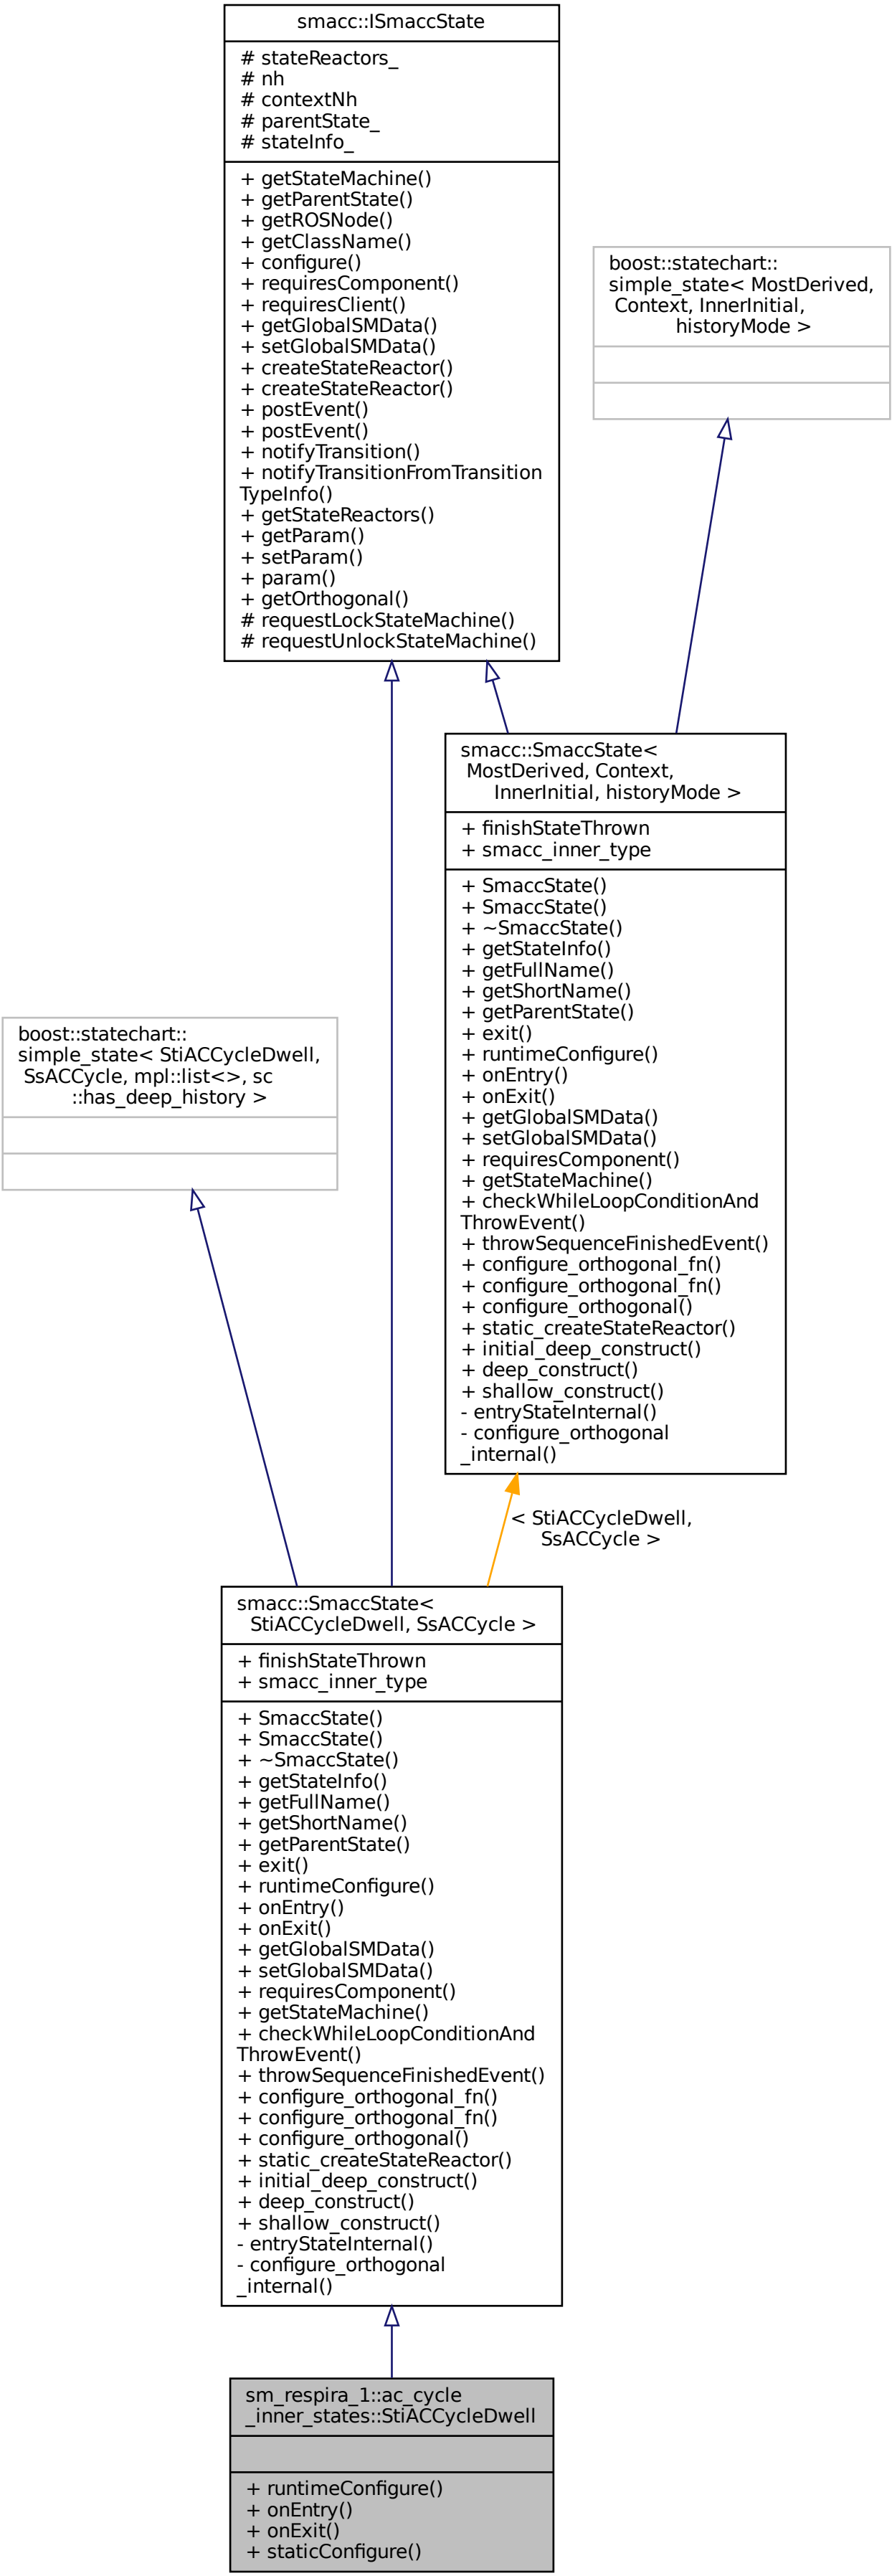 smacc::ISmaccState
# stateReactors_
# nh
# contextNh
# parentState_
# stateInfo_
+ getStateMachine()
+ getParentState()
+ getROSNode()
+ getClassName()
+ configure()
+ requiresComponent()
+ requiresClient()
+ getGlobalSMData()
+ setGlobalSMData()
+ createStateReactor()
+ createStateReactor()
+ postEvent()
+ postEvent()
+ notifyTransition()
+ notifyTransitionFromTransition
TypeInfo()
+ getStateReactors()
+ getParam()
+ setParam()
+ param()
+ getOrthogonal()
# requestLockStateMachine()
# requestUnlockStateMachine()
boost::statechart::
simple_state< MostDerived,
Context, InnerInitial,
historyMode >
smacc::SmaccState<
MostDerived, Context,
InnerInitial, historyMode >
+ finishStateThrown
+ smacc_inner_type
+ SmaccState()
+ SmaccState()
+ ~SmaccState()
+ getStateInfo()
+ getFullName()
+ getShortName()
+ getParentState()
+ exit()
+ runtimeConfigure()
+ onEntry()
+ onExit()
+ getGlobalSMData()
+ setGlobalSMData()
+ requiresComponent()
+ getStateMachine()
+ checkWhileLoopConditionAnd
ThrowEvent()
+ throwSequenceFinishedEvent()
+ configure_orthogonal_fn()
+ configure_orthogonal_fn()
+ configure_orthogonal()
+ static_createStateReactor()
+ initial_deep_construct()
+ deep_construct()
+ shallow_construct()
- entryStateInternal()
- configure_orthogonal
_internal()
boost::statechart::
simple_state< StiACCycleDwell,
SsACCycle, mpl::list<>, sc
::has_deep_history >
< StiACCycleDwell,
SsACCycle >
smacc::SmaccState<
StiACCycleDwell, SsACCycle >
+ finishStateThrown
+ smacc_inner_type
+ SmaccState()
+ SmaccState()
+ ~SmaccState()
+ getStateInfo()
+ getFullName()
+ getShortName()
+ getParentState()
+ exit()
+ runtimeConfigure()
+ onEntry()
+ onExit()
+ getGlobalSMData()
+ setGlobalSMData()
+ requiresComponent()
+ getStateMachine()
+ checkWhileLoopConditionAnd
ThrowEvent()
+ throwSequenceFinishedEvent()
+ configure_orthogonal_fn()
+ configure_orthogonal_fn()
+ configure_orthogonal()
+ static_createStateReactor()
+ initial_deep_construct()
+ deep_construct()
+ shallow_construct()
- entryStateInternal()
- configure_orthogonal
_internal()
sm_respira_1::ac_cycle
_inner_states::StiACCycleDwell
+ runtimeConfigure()
+ onEntry()
+ onExit()
+ staticConfigure()